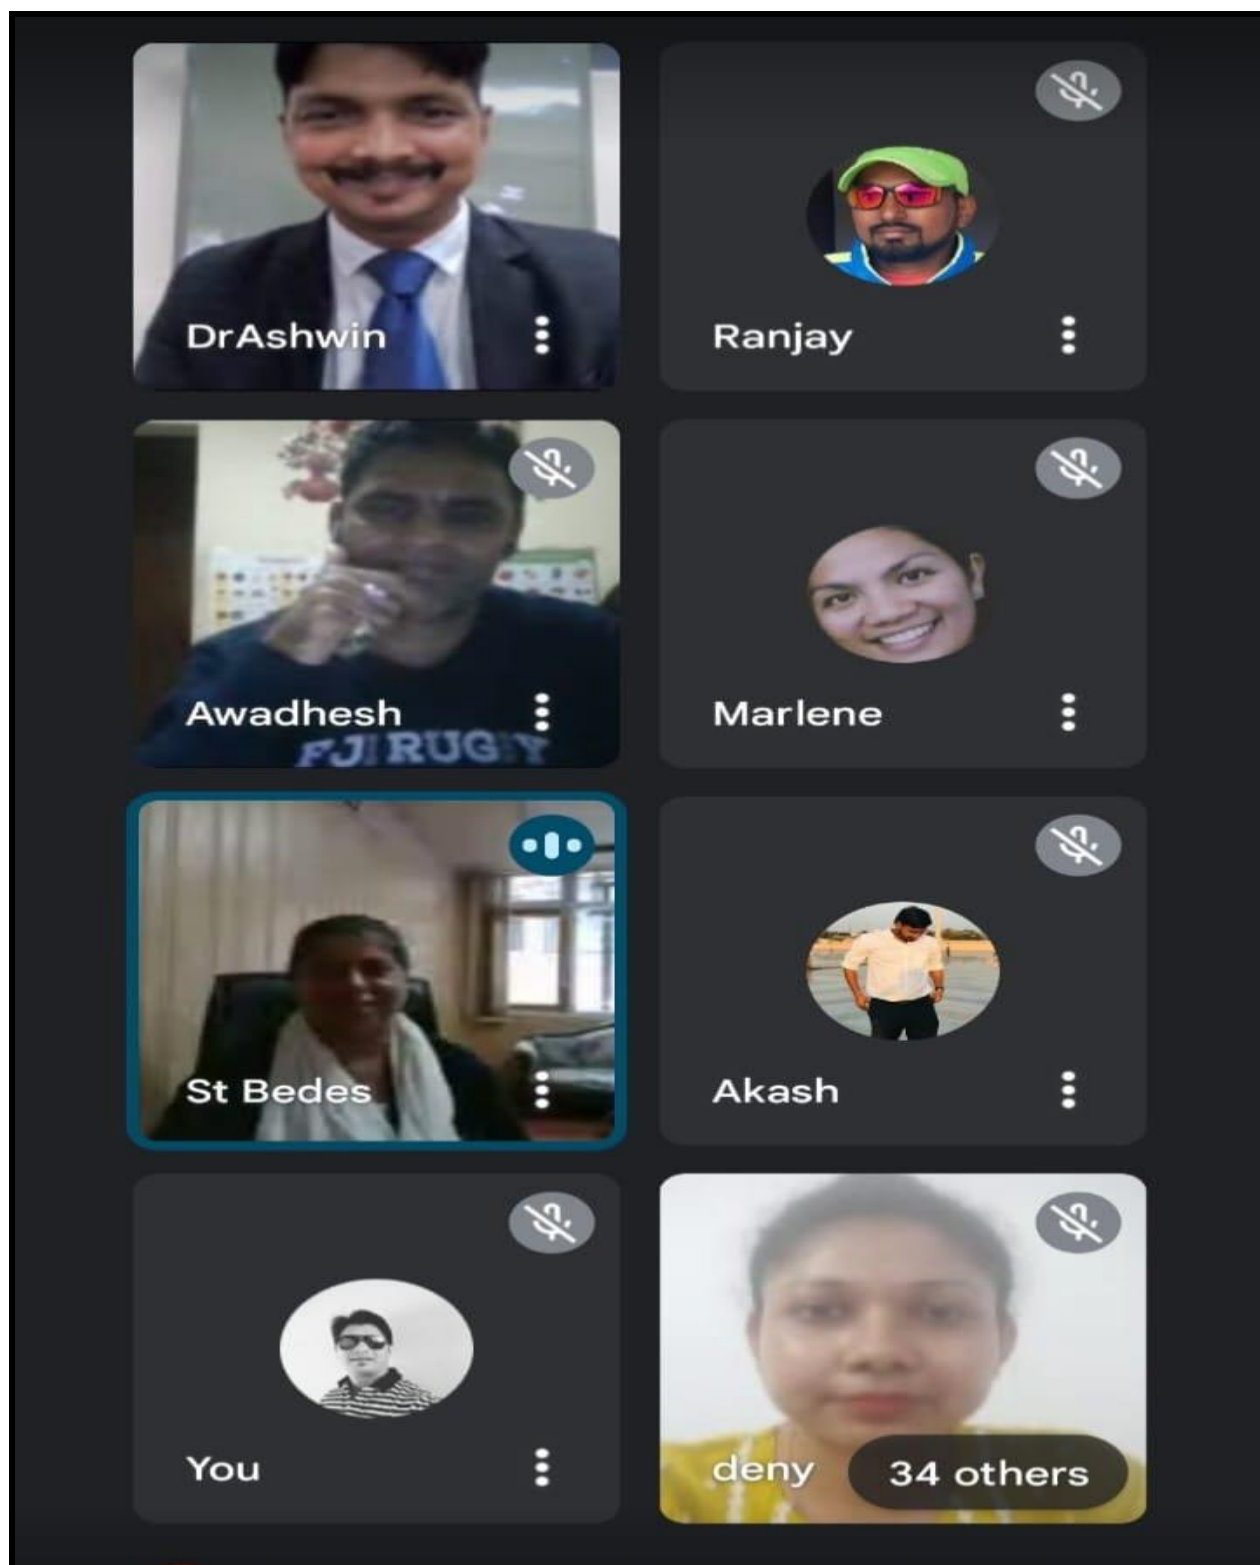 DrAshwin
Ranjay
Awadhesh
FJI RUGBY
Marlene
St Bedes
Akash
You
deny
34 others